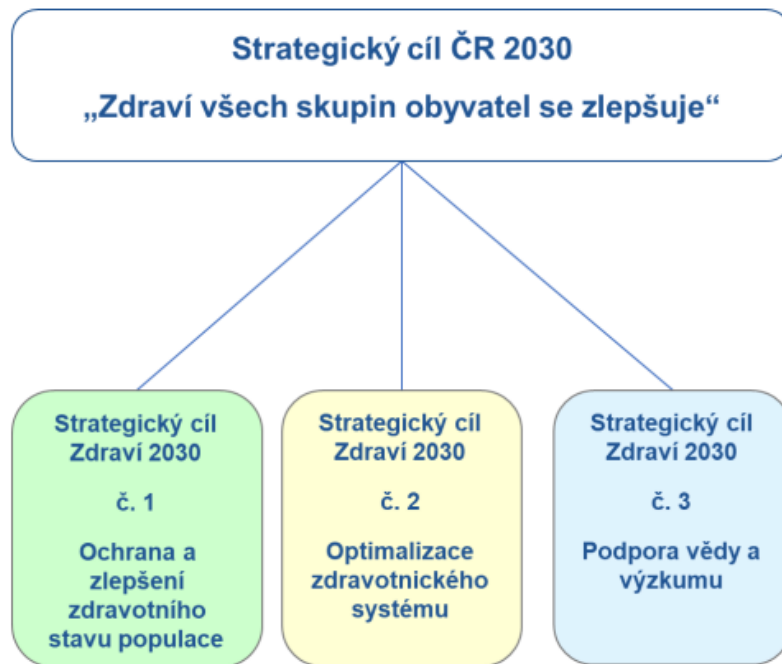 Strategický cíl ČR 2030
„Zdraví všech skupin obyvatel se zlepšuje“
Strategický cíl
Zdraví 2030
č. 1
Ochrana a
zlepšení
zdravotního
stavu populace
Strategický cíl
Zdraví 2030
č. 2
Optimalizace
zdravotnického
systému
Strategický cíl
Zdraví 2030
č. 3
Podpora vědy a
výzkumu